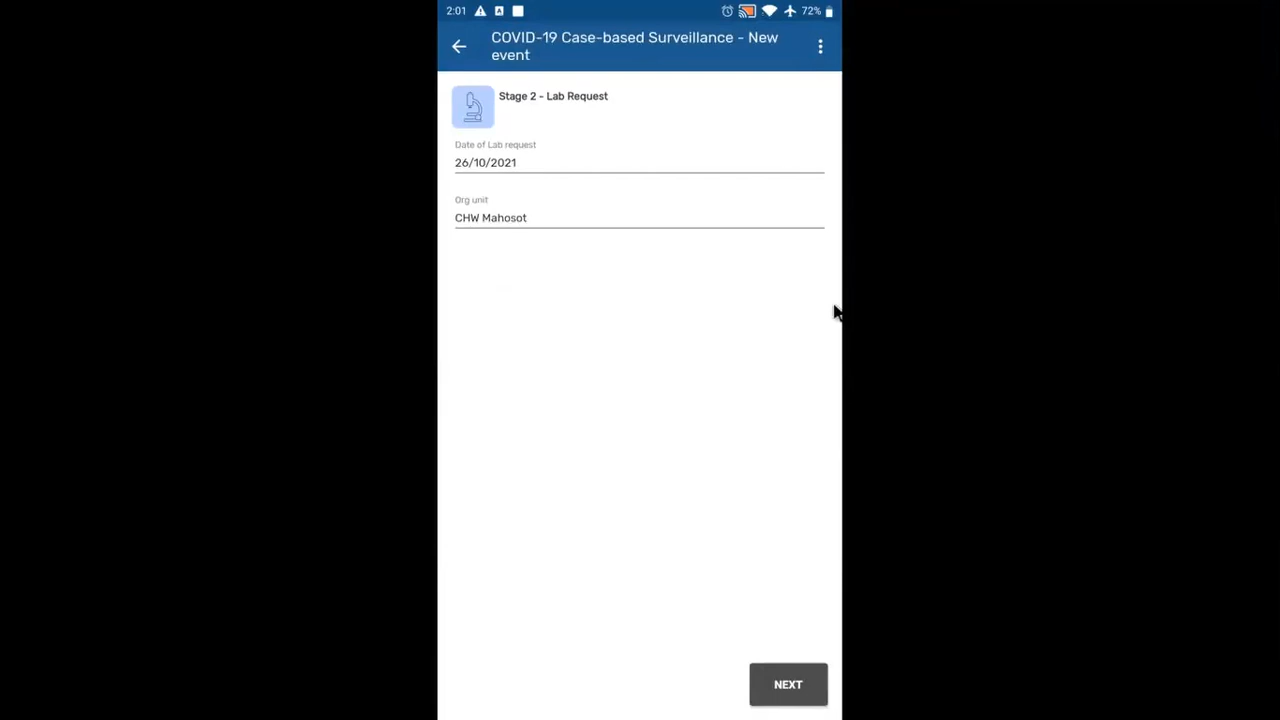 2:01
72%
COVID-19 Case-based Surveillance - New
event
Stage 2 - Lab Request
Date of Lab request
26/10/2021
Org unit
CHW Mahosot
NEXT